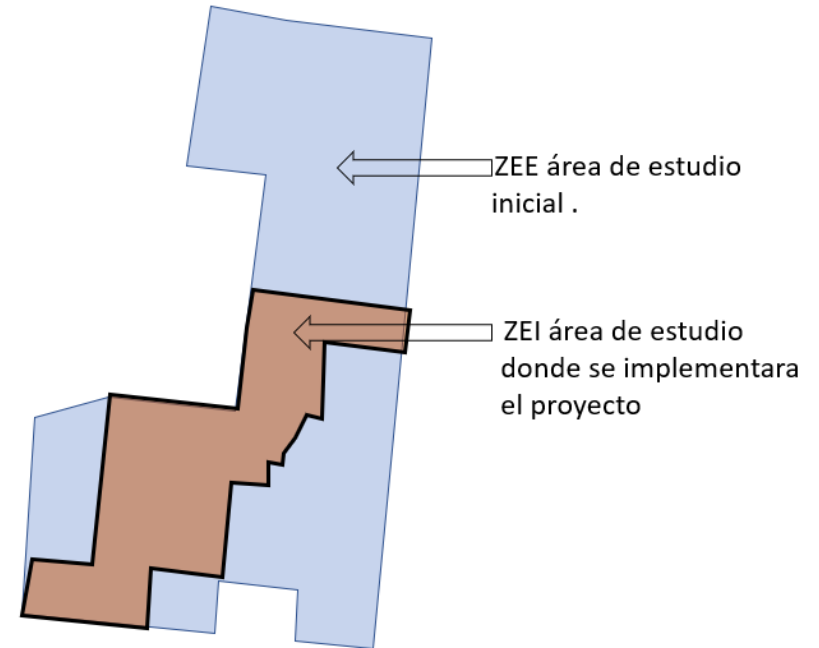 ZEE área de estudio
inicial .
ZEI área de estudio
donde se implementara
el proyecto